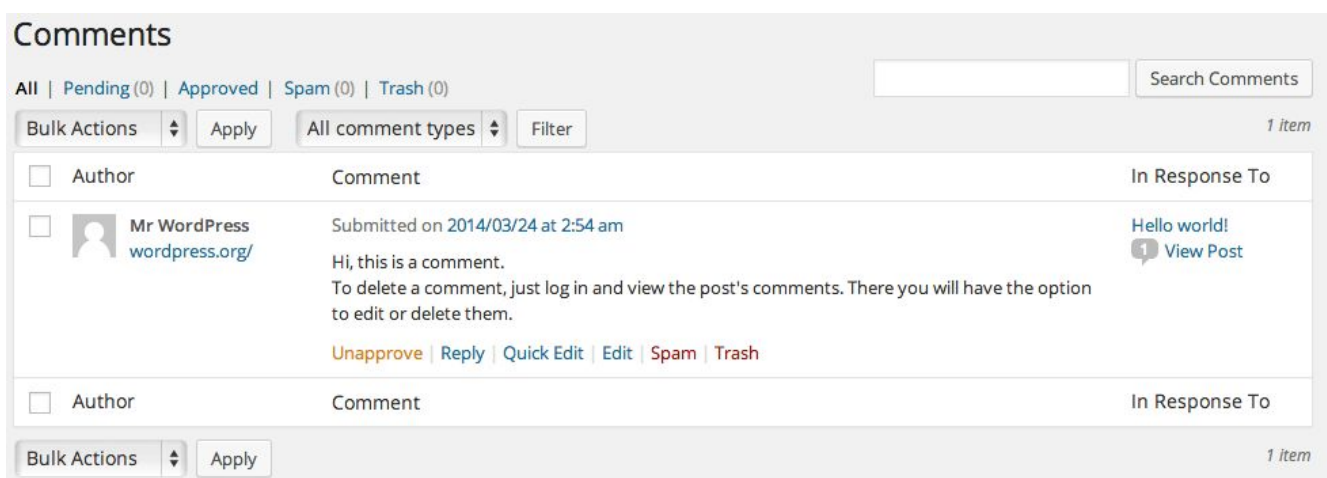 Comments
All | Pending (0) | Approved | Spam (0) | Trash (0)
Search Comments
Bulk Actions Apply All comment types Filter 1 item
Author Comment In Response To
Mr WordPress Submitted on 2014/03/24 at 2:54 am Hello world!
wordpress.org/ 1 View Post
Hi, this is a comment.
To delete a comment, just log in and view the post's comments. There you will have the option
to edit or delete them.
Unapprove | Reply | Quick Edit | Edit | Spam | Trash
Author Comment In Response To
Bulk Actions Apply 1 item